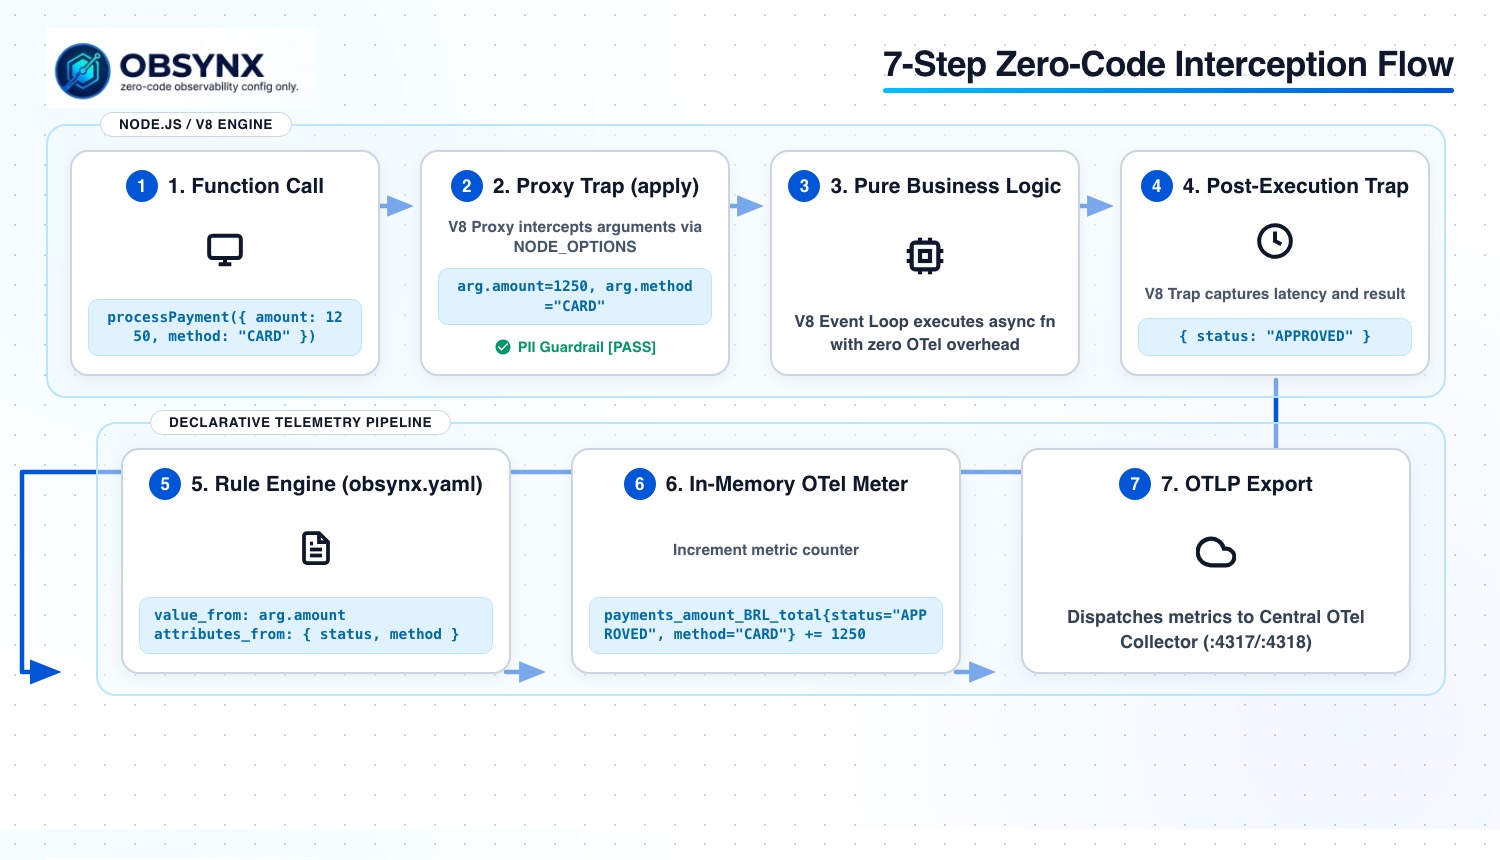 OBSYNX
zero-code observability config only.
7-Step Zero-Code Interception Flow
NODE.JS / V8 ENGINE
1 1. Function Call
processPayment({ amount: 12
50, method: "CARD" })
2 2. Proxy Trap (apply)
V8 Proxy intercepts arguments via
NODE_OPTIONS
arg.amount=1250, arg.method
="CARD"
PII Guardrail [PASS]
3 3. Pure Business Logic
V8 Event Loop executes async fn
with zero OTel overhead
4 4. Post-Execution Trap
V8 Trap captures latency and result
{ status: "APPROVED" }
DECLARATIVE TELEMETRY PIPELINE
5 5. Rule Engine (obsynx.yaml)
value_from: arg.amount
attributes_from: { status, method }
6 6. In-Memory OTel Meter
Increment metric counter
payments_amount_BRL_total{status="APP
ROVED", method="CARD"} += 1250
7 7. OTLP Export
Dispatches metrics to Central OTel
Collector (:4317/:4318)